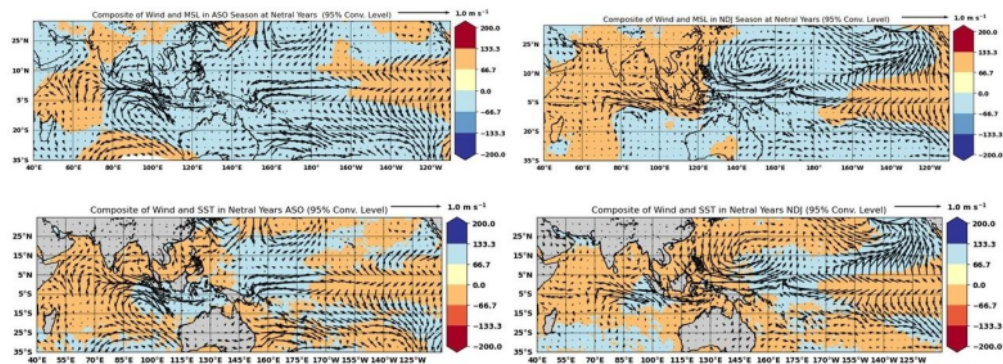 Composite of Wind and MSL in ASO Season at Netral Years (95% Conv. Level)
1.0 m s⁻¹
25°N
10°N
5°S
20°S
35°S
40°E 60°E 80°E 100°E 120°E 140°E 160°E 180° 160°W 140°W 120°W
200.0
133.3
66.7
0.0
−66.7
−133.3
−200.0
Composite of Wind and MSL in NDJ Season at Netral Years (95% Conv. Level)
1.0 m s⁻¹
25°N
10°N
5°S
20°S
35°S
40°E 60°E 80°E 100°E 120°E 140°E 160°E 180° 160°W 140°W 120°W
200.0
133.3
66.7
0.0
−66.7
−133.3
−200.0
Composite of Wind and SST in Netral Years ASO (95% Conv. Level)
1.0 m s⁻¹
25°N
15°N
5°N
5°S
15°S
25°S
35°S
40°E 55°E 70°E 85°E 100°E 115°E 130°E 145°E 160°E 175°E 170°W 155°W 140°W 125°W
200.0
133.3
66.7
0.0
−66.7
−133.3
−200.0
Composite of Wind and SST in Netral Years NDJ (95% Conv. Level)
1.0 m s⁻¹
25°N
15°N
5°N
5°S
15°S
25°S
35°S
40°E 55°E 70°E 85°E 100°E 115°E 130°E 145°E 160°E 175°E 170°W 155°W 140°W 125°W
200.0
133.3
66.7
0.0
−66.7
−133.3
−200.0